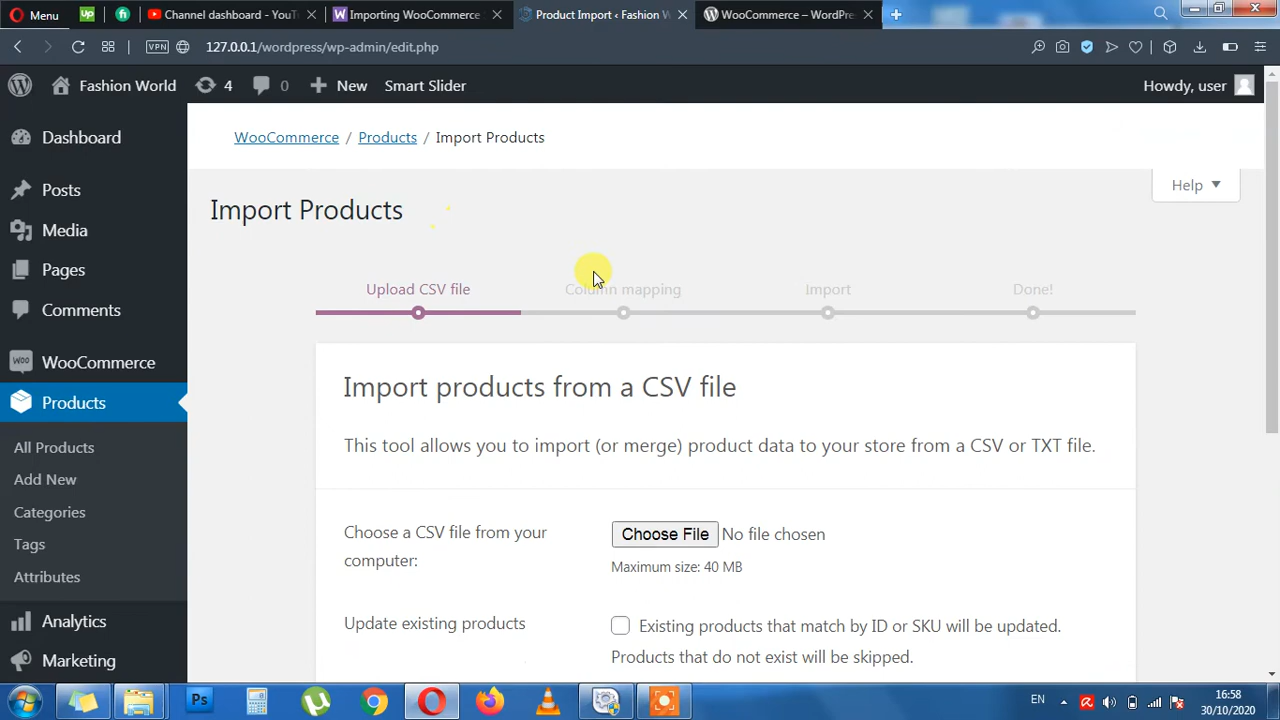 Menu
Channel dashboard - YouTu
Importing WooCommerce
Product Import ‹ Fashion W
WooCommerce – WordPre
VPN
127.0.0.1/wordpress/wp-admin/edit.php
Fashion World
4
0
New
Smart Slider
Howdy, user
Dashboard
Posts
Media
Pages
Comments
WooCommerce
Products
All Products
Add New
Categories
Tags
Attributes
Analytics
Marketing
WooCommerce / Products / Import Products
Help
Import Products
Upload CSV file
Column mapping
Import
Done!
Import products from a CSV file
This tool allows you to import (or merge) product data to your store from a CSV or TXT file.
Choose a CSV file from your
computer:
Choose File No file chosen
Maximum size: 40 MB
Update existing products
Existing products that match by ID or SKU will be updated.
Products that do not exist will be skipped.
Ps
EN
16:58
30/10/2020